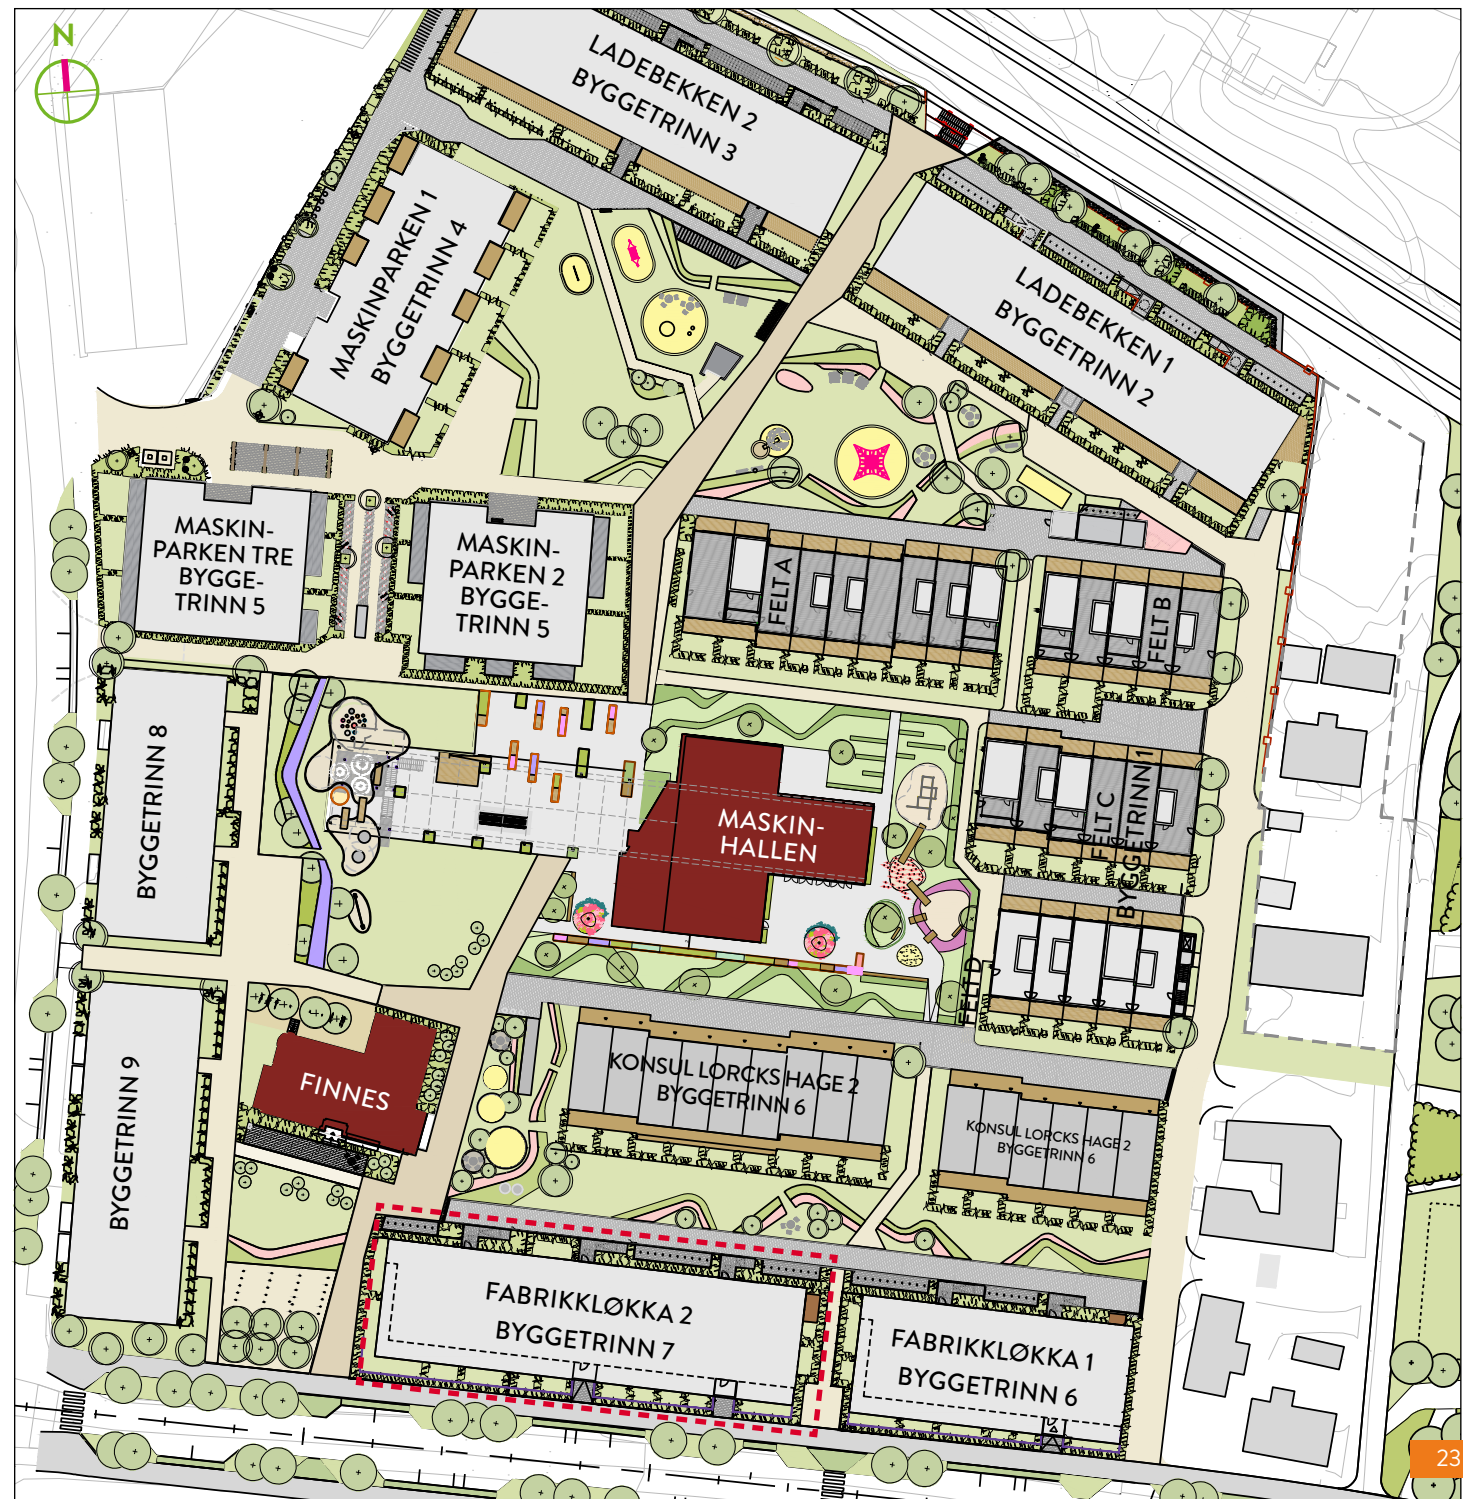 N
LADEBEKKEN 2
BYGGETRINN 3
MASKINPARKEN 1
BYGGETRINN 4
LADEBEKKEN 1
BYGGETRINN 2
MASKIN-
PARKEN TRE
BYGGE-
TRINN 5
MASKIN-
PARKEN 2
BYGGE-
TRINN 5
FELT A
FELT B
BYGGETRINN 8
MASKIN-
HALLEN
FELT C
BYGGETRINN 1
FELT D
BYGGETRINN 9
FINNES
KONSUL LORCKS HAGE 2
BYGGETRINN 6
KONSUL LORCKS HAGE 2
BYGGETRINN 6
FABRIKKLØKKA 2
BYGGETRINN 7
FABRIKKLØKKA 1
BYGGETRINN 6
23